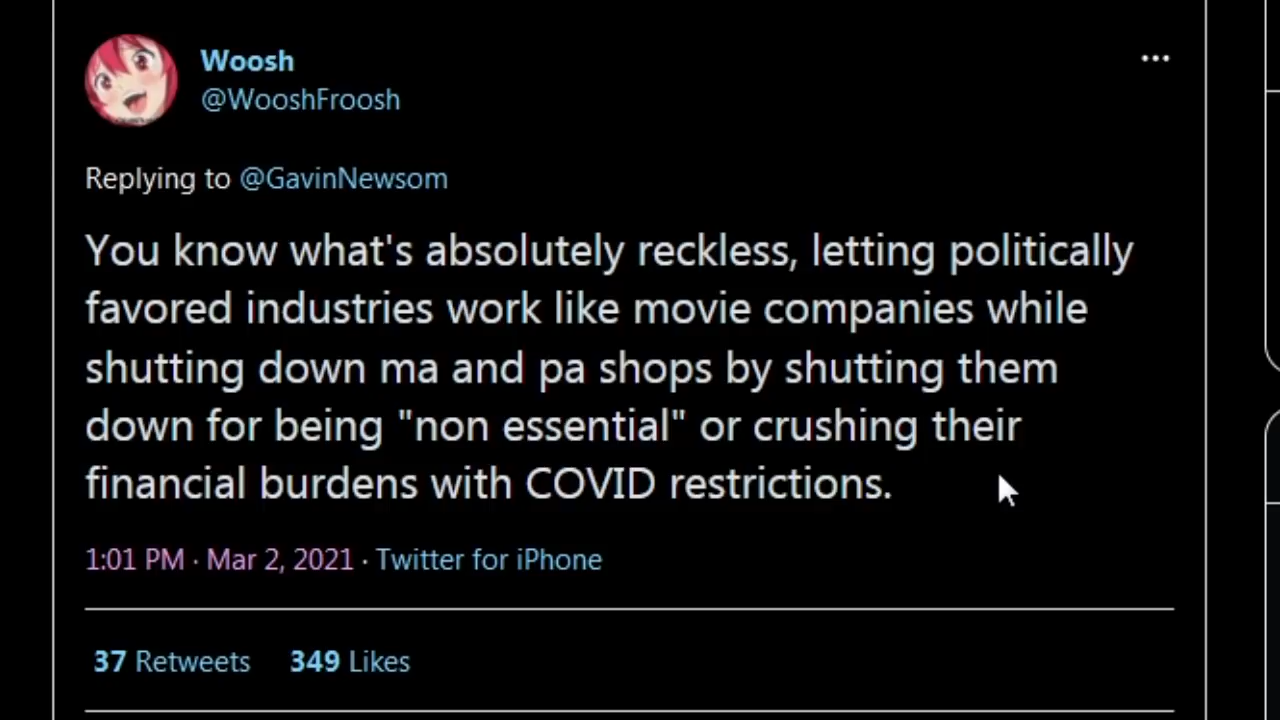 Woosh
@WooshFroosh
Replying to @GavinNewsom
You know what's absolutely reckless, letting politically
favored industries work like movie companies while
shutting down ma and pa shops by shutting them
down for being "non essential" or crushing their
financial burdens with COVID restrictions.
1:01 PM · Mar 2, 2021 · Twitter for iPhone
37 Retweets 349 Likes